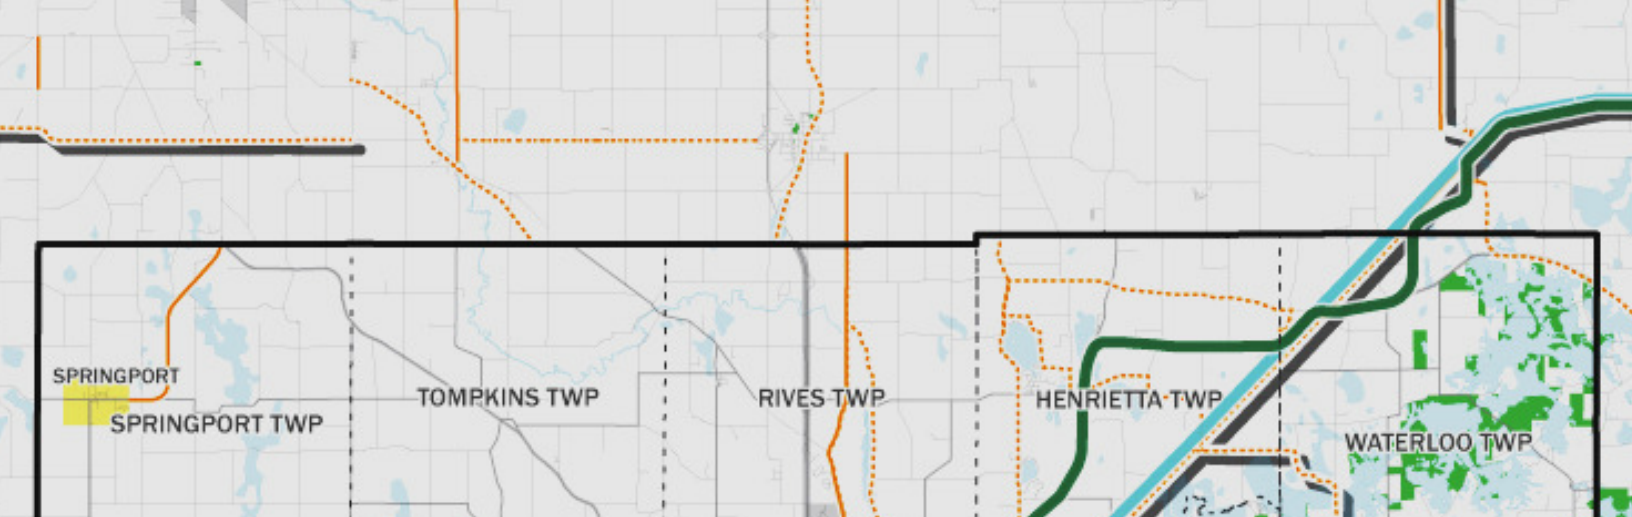 SPRINGPORT
SPRINGPORT TWP
TOMPKINS TWP
RIVES TWP
HENRIETTA TWP
WATERLOO TWP